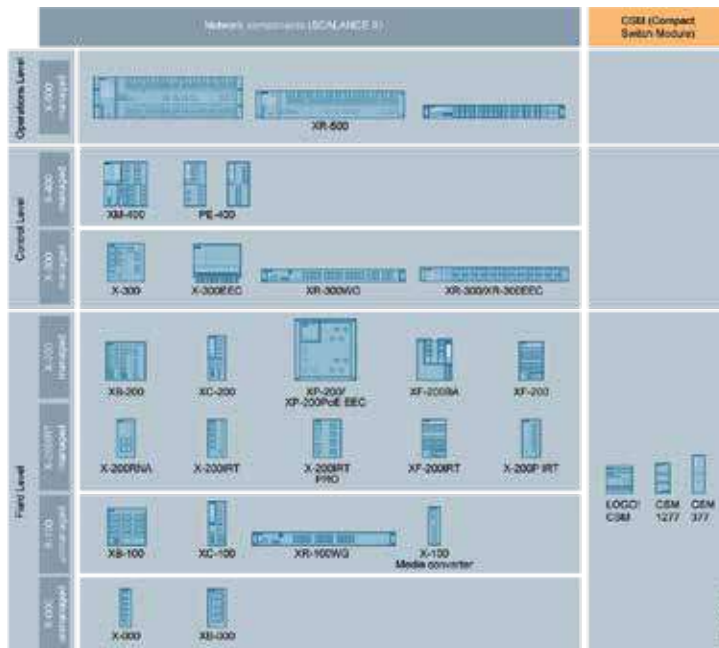 Network components (SCALANCE X)
CSM (Compact
Switch Module)
Operations Level
X-500
managed
XR-500
Control Level
X-400
managed
XM-400
PE-400
X-300
managed
X-300
X-300EEC
XR-300WG
XR-300/XR-300EEC
Field Level
X-200
managed
XB-200
XC-200
XP-200/
XP-200PoE EEC
XF-200BA
XF-200
X-200IRT
managed
X-200RNA
X-200IRT
X-200IRT
PRO
XF-200IRT
X-200P IRT
LOGO!
CSM
CSM
1277
CSM
377
X-100
unmanaged
XB-100
XC-100
XR-100WG
X-100
Media converter
X-000
unmanaged
X-000
XB-000